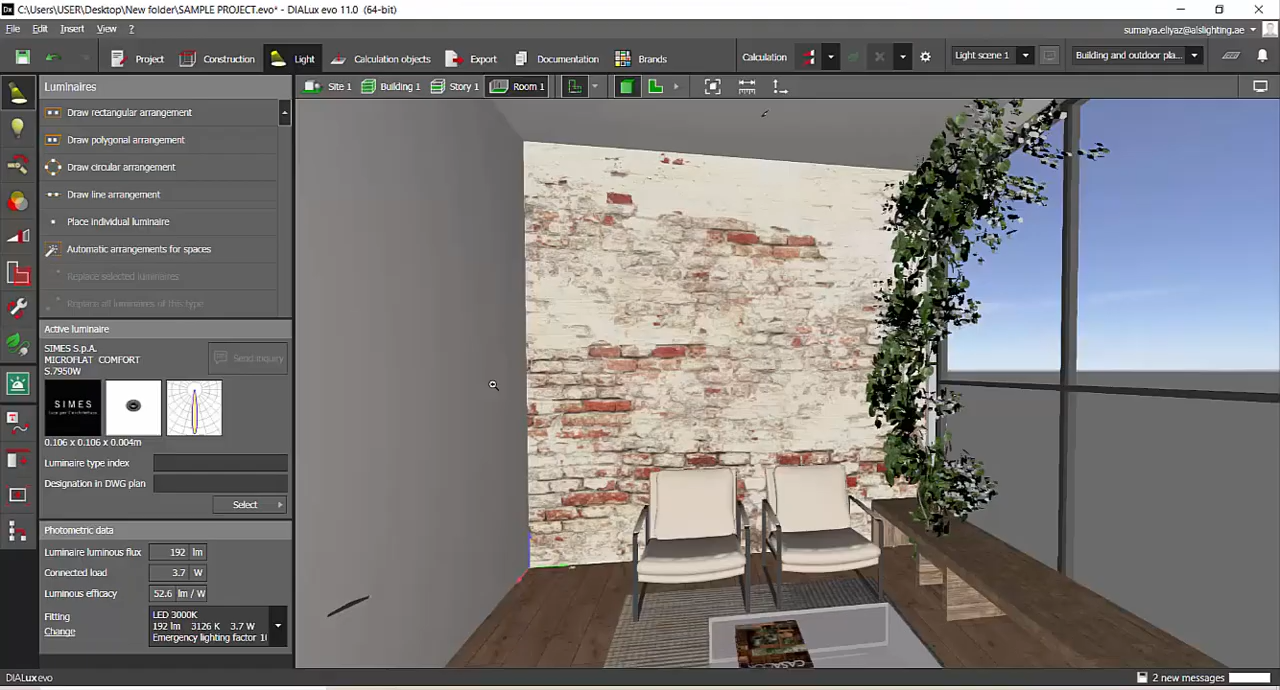 C:\Users\USER\Desktop\New folder\SAMPLE PROJECT.evo* - DIALux evo 11.0 (64-bit)
File Edit Insert View ?
sumaiya.eliyaz@aislighting.ae
Project Construction Light Calculation objects Export Documentation Brands Calculation Light scene 1 Building and outdoor pla...
Luminaires
Site 1 Building 1 Story 1 Room 1
Draw rectangular arrangement
Draw polygonal arrangement
Draw circular arrangement
Draw line arrangement
Place individual luminaire
Automatic arrangements for spaces
Replace selected luminaires
Replace all luminaires of this type
Active luminaire
SIMES S.p.A.
MICROFLAT COMFORT
S.7950W
Send inquiry
SIMES
0.106 x 0.106 x 0.004m
Luminaire type index
Designation in DWG plan
Select
Photometric data
Luminaire luminous flux 192 lm
Connected load 3.7 W
Luminous efficacy 52.6 lm / W
Fitting
Change
LED 3000K
192 lm 3126 K 3.7 W
Emergency lighting factor 1
DIALux evo
2 new messages